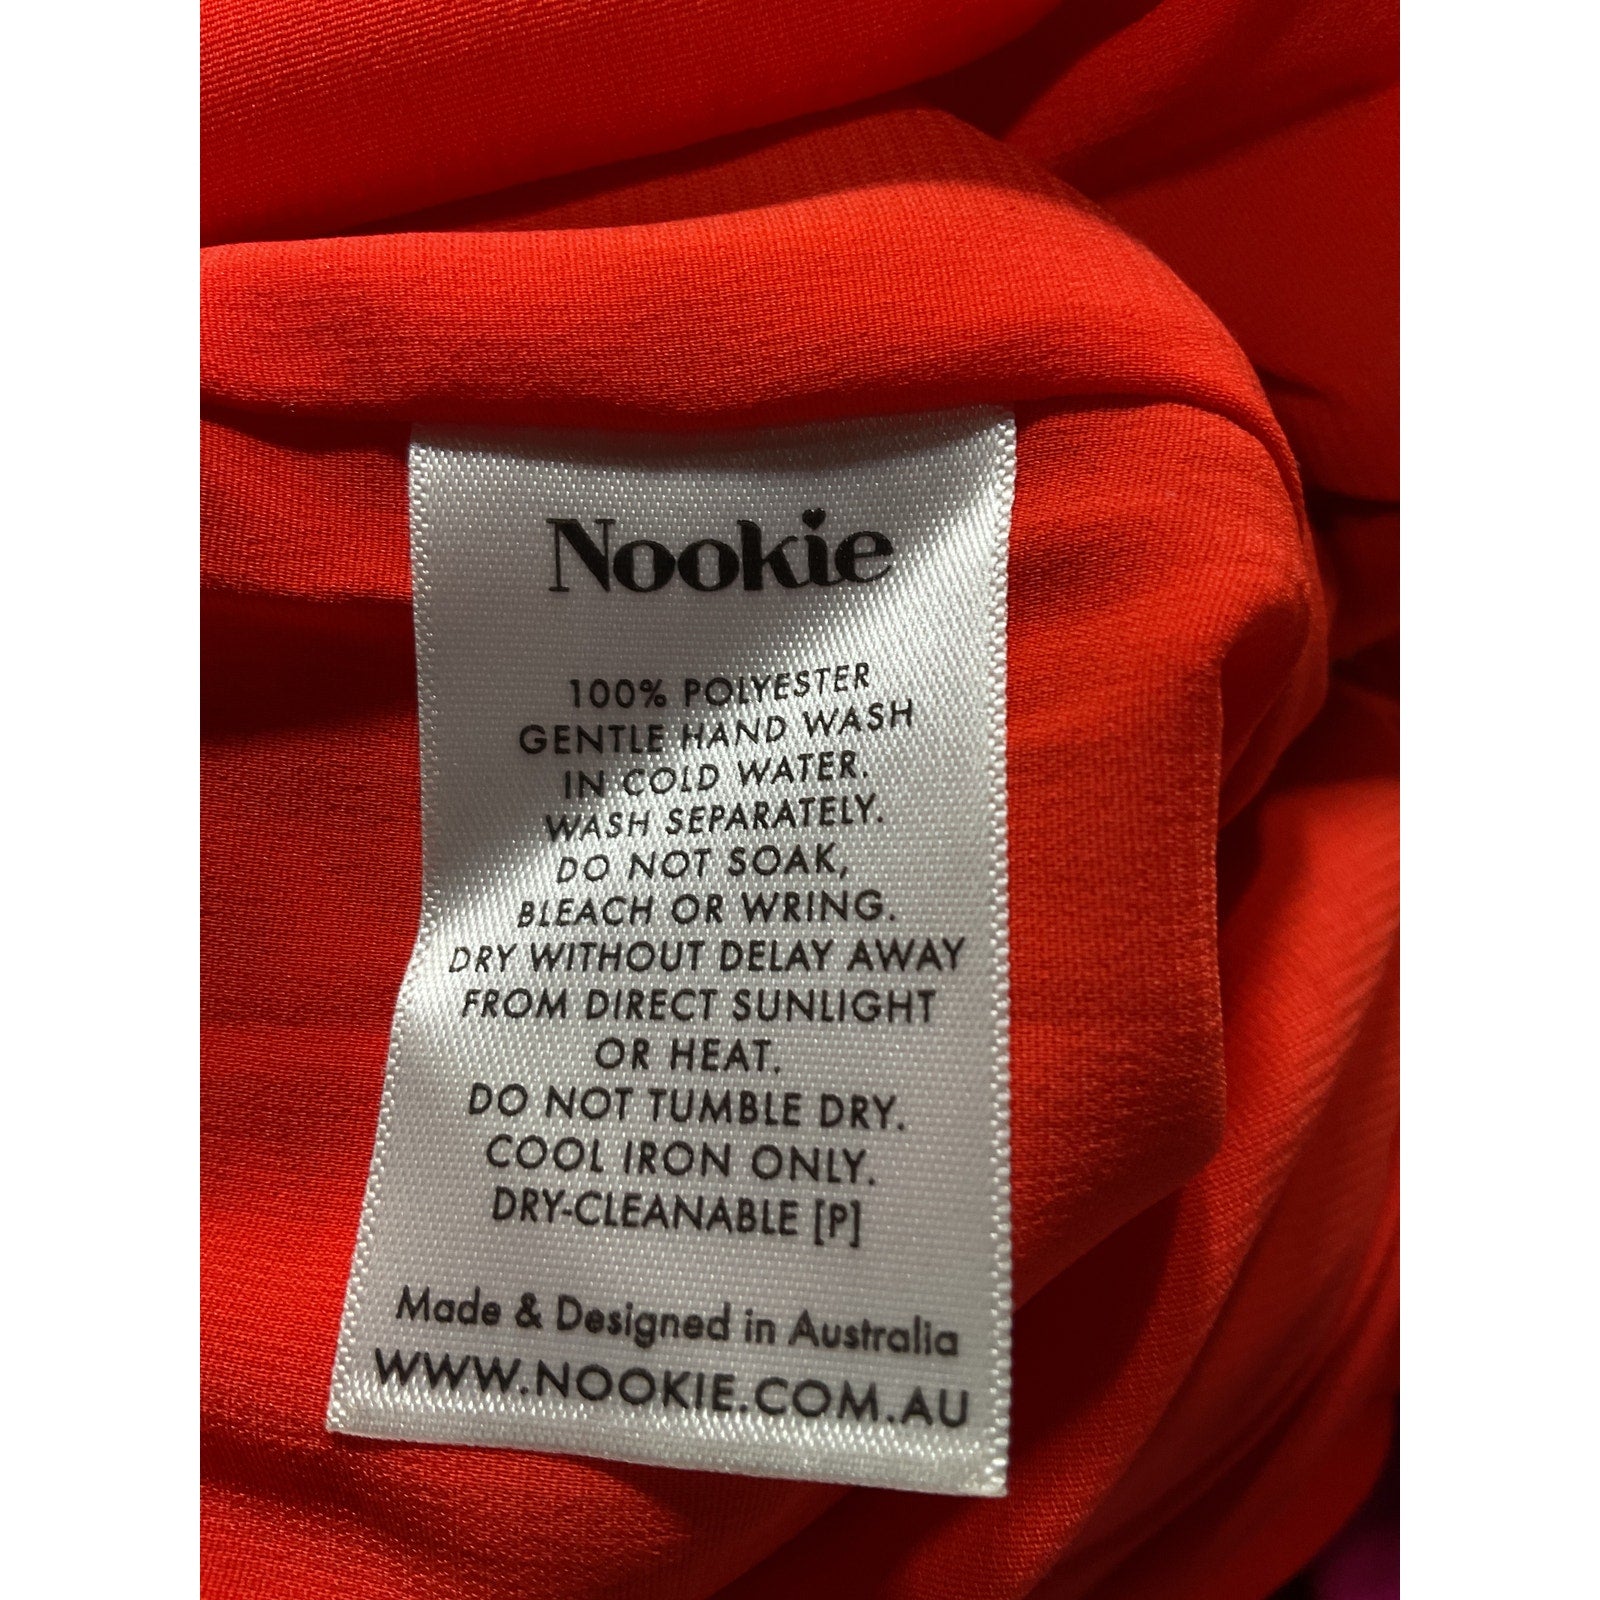 Nookie
100% POLYESTER
GENTLE HAND WASH
IN COLD WATER.
WASH SEPARATELY.
DO NOT SOAK,
BLEACH OR WRING.
DRY WITHOUT DELAY AWAY
FROM DIRECT SUNLIGHT
OR HEAT.
DO NOT TUMBLE DRY.
COOL IRON ONLY.
DRY-CLEANABLE [P]
Made & Designed in Australia
WWW.NOOKIE.COM.AU